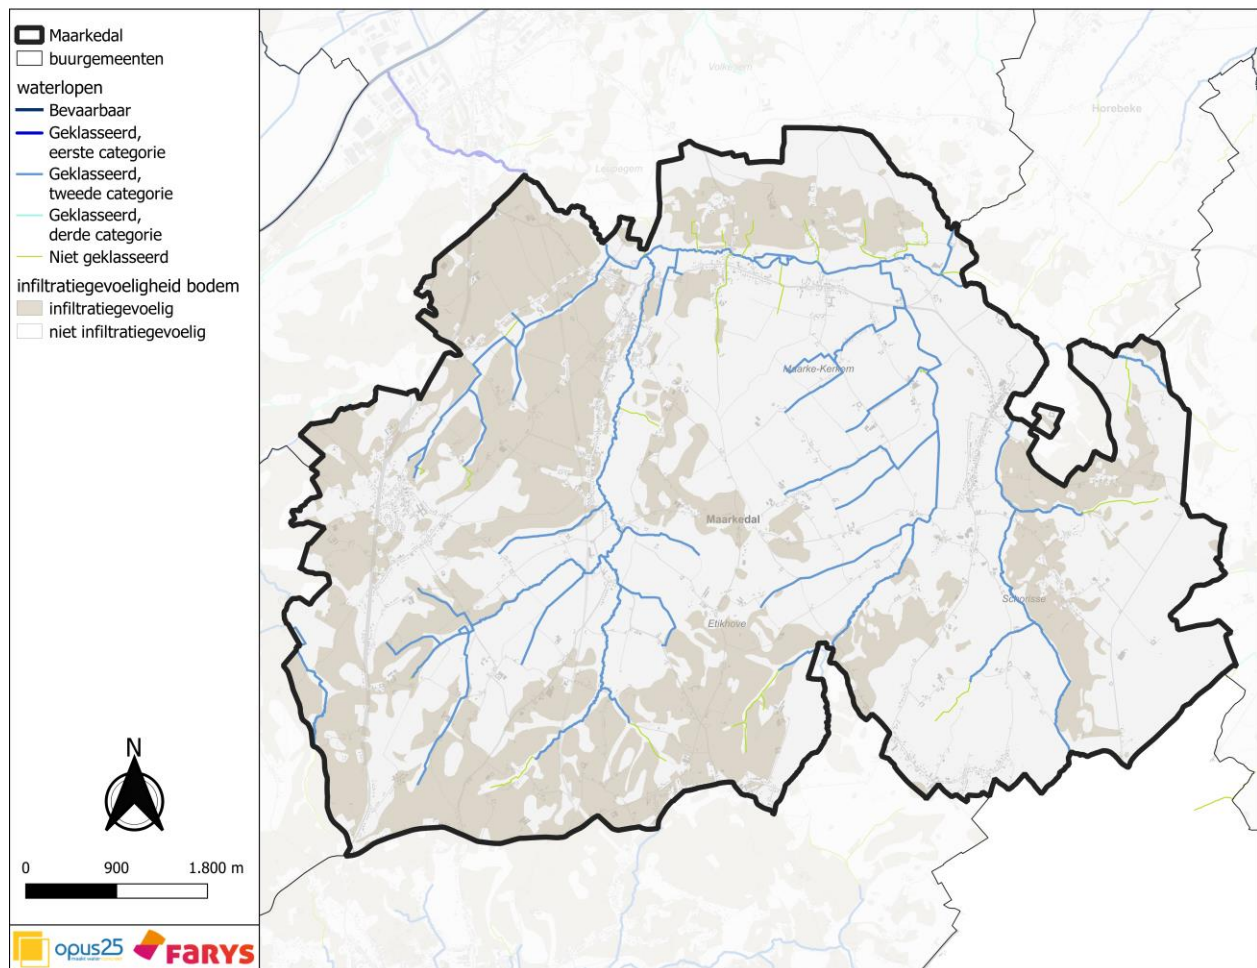 Maarkedal
buurgemeenten
waterlopen
Bevaarbaar
Geklasseerd,
eerste categorie
Geklasseerd,
tweede categorie
Geklasseerd,
derde categorie
Niet geklasseerd
infiltratiegevoeligheid bodem
infiltratiegevoelig
niet infiltratiegevoelig
N
0 900 1.800 m
opus25
FARYS
Volkegem
Horebeke
Leupegem
Maarke-Kerkem
Maarkedal
Schorisse
Etikhove